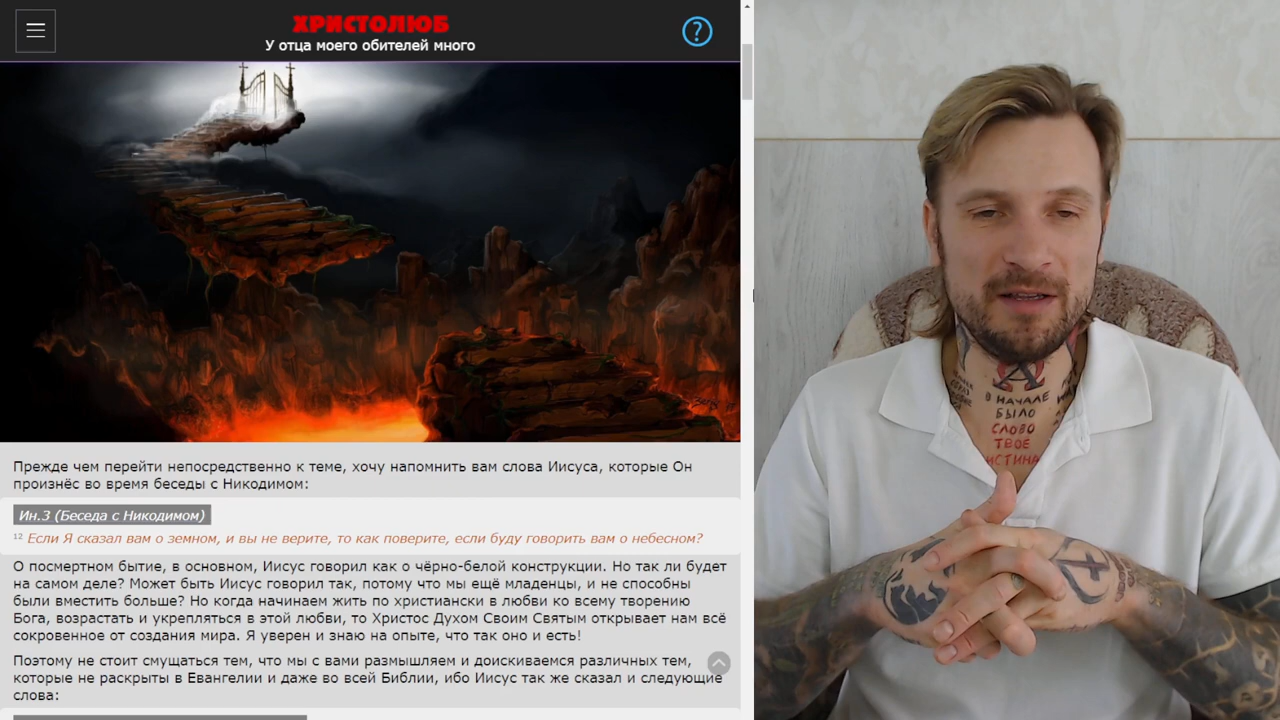 ХРИСТОЛЮБ
У отца моего обителей много
?
Прежде чем перейти непосредственно к теме, хочу напомнить вам слова Иисуса, которые Он
произнёс во время беседы с Никодимом:
Ин.3 (Беседа с Никодимом)
12 Если Я сказал вам о земном, и вы не верите, то как поверите, если буду говорить вам о небесном?
О посмертном бытие, в основном, Иисус говорил как о чёрно-белой конструкции. Но так ли будет
на самом деле? Может быть Иисус говорил так, потому что мы ещё младенцы, и не способны
были вместить больше? Но когда начинаем жить по христиански в любви ко всему творению
Бога, возрастать и укрепляться в этой любви, то Христос Духом Своим Святым открывает нам всё
сокровенное от создания мира. Я уверен и знаю на опыте, что так оно и есть!
Поэтому не стоит смущаться тем, что мы с вами размышляем и доискиваемся различных тем,
которые не раскрыты в Евангелии и даже во всей Библии, ибо Иисус так же сказал и следующие
слова:
В НАЧАЛЕ
БЫЛО
СЛОВО
ТВОЕ
ИСТИНА